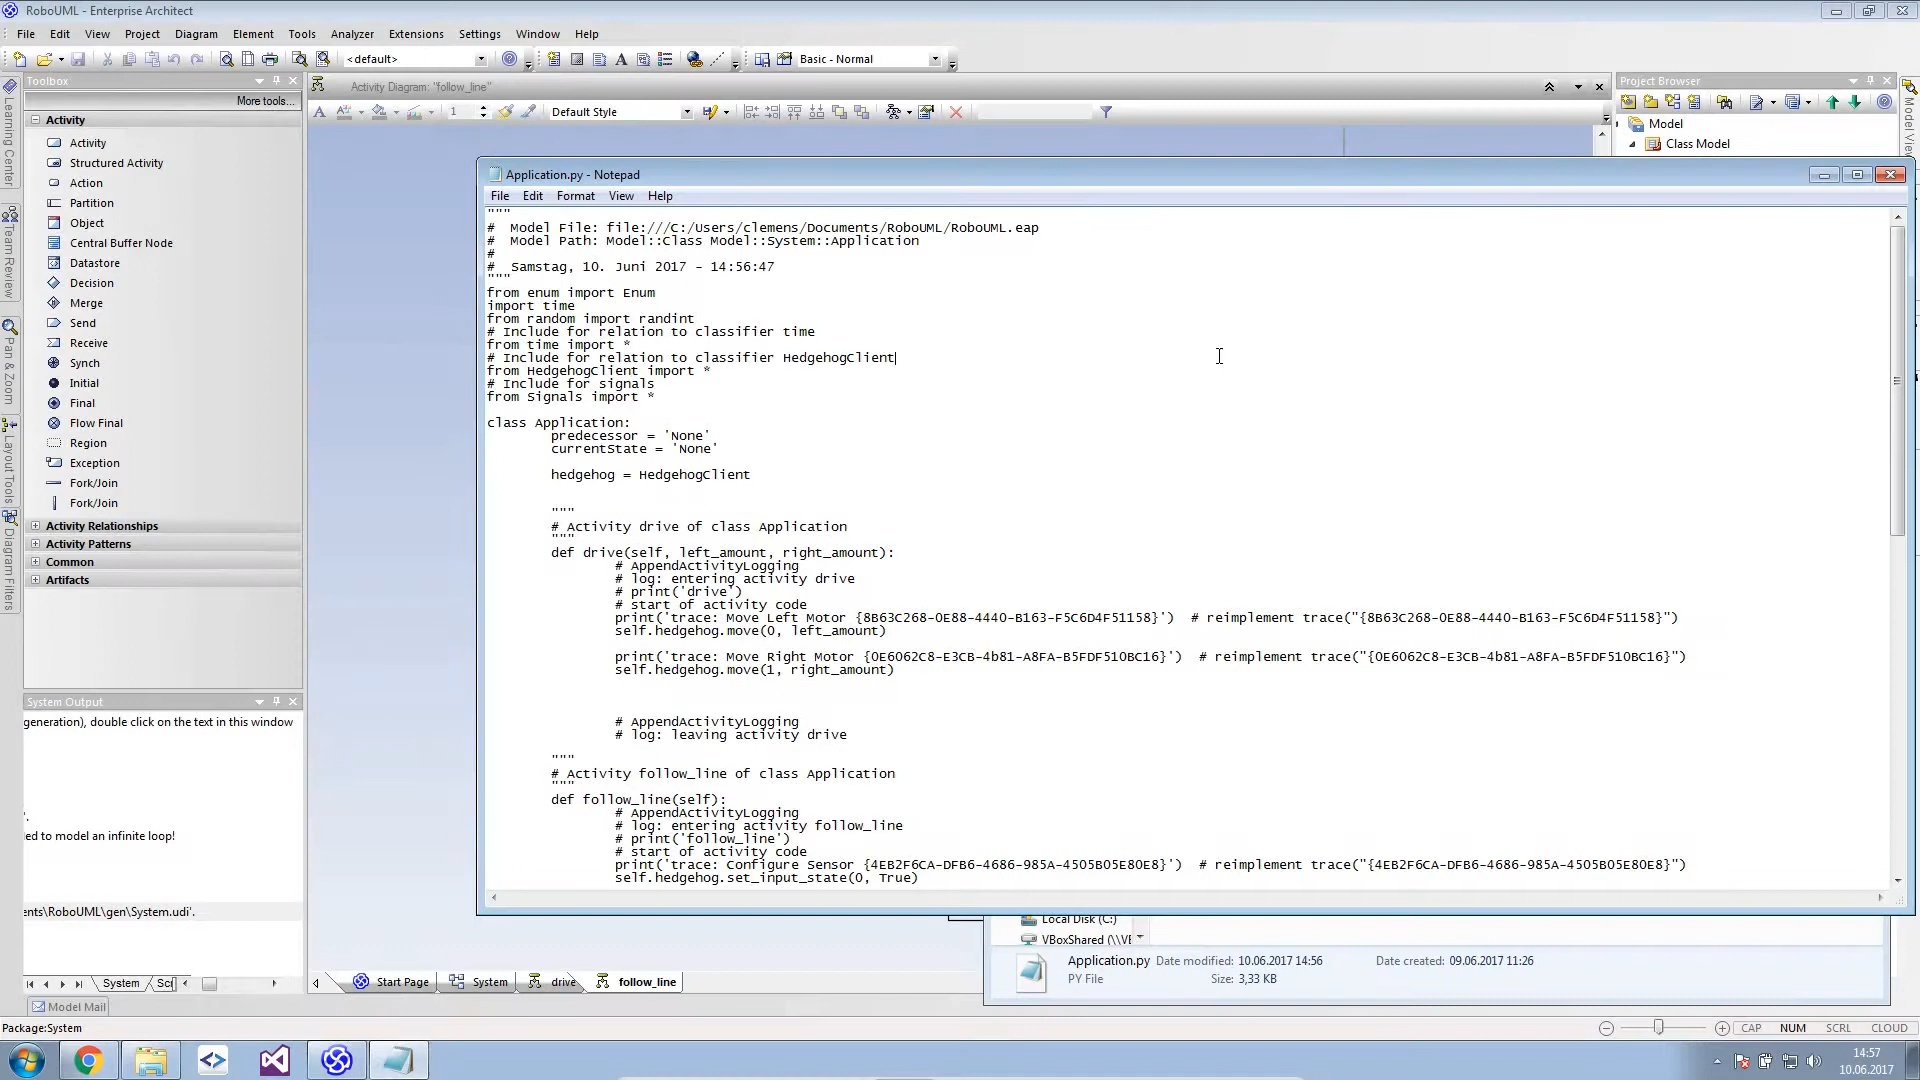 RoboUML - Enterprise Architect
File Edit View Project Diagram Element Tools Analyzer Extensions Settings Window Help
<default>
Basic - Normal
Toolbox
Activity Diagram: "follow_line"
Project Browser
More tools...
1
Default Style
Activity
Activity
Structured Activity
Action
Partition
Object
Central Buffer Node
Datastore
Decision
Merge
Send
Receive
Synch
Initial
Final
Flow Final
Region
Exception
Fork/Join
Fork/Join
Activity Relationships
Activity Patterns
Common
Artifacts
Learning Center
Team Review
Pan & Zoom
Layout Tools
Diagram Filters
Model
Class Model
Application.py - Notepad
File Edit Format View Help
"""
#  Model File: file:///C:/Users/clemens/Documents/RoboUML/RoboUML.eap
#  Model Path: Model::Class Model::System::Application
#
#  Samstag, 10. Juni 2017 - 14:56:47
"""
from enum import Enum
import time
from random import randint
# Include for relation to classifier time
from time import *
# Include for relation to classifier HedgehogClient
from HedgehogClient import *
# Include for signals
from Signals import *
class Application:
predecessor = 'None'
currentState = 'None'
hedgehog = HedgehogClient
"""
# Activity drive of class Application
"""
def drive(self, left_amount, right_amount):
# AppendActivityLogging
# log: entering activity drive
# print('drive')
# start of activity code
print('trace: Move Left Motor {8B63C268-0E88-4440-B163-F5C6D4F51158}')  # reimplement trace("{8B63C268-0E88-4440-B163-F5C6D4F51158}")
self.hedgehog.move(0, left_amount)
print('trace: Move Right Motor {0E6062C8-E3CB-4b81-A8FA-B5FDF510BC16}')  # reimplement trace("{0E6062C8-E3CB-4b81-A8FA-B5FDF510BC16}")
self.hedgehog.move(1, right_amount)
# AppendActivityLogging
# log: leaving activity drive
"""
# Activity follow_line of class Application
"""
def follow_line(self):
# AppendActivityLogging
# log: entering activity follow_line
# print('follow_line')
# start of activity code
print('trace: Configure Sensor {4EB2F6CA-DFB6-4686-985A-4505B05E80E8}')  # reimplement trace("{4EB2F6CA-DFB6-4686-985A-4505B05E80E8}")
self.hedgehog.set_input_state(0, True)
System Output
generation), double click on the text in this window
'.
ed to model an infinite loop!
ents\RoboUML\gen\System.udi'.
System
Model Mail
Start Page
System
drive
follow_line
Local Disk (C:)
VBoxShared (\\VE
Application.py Date modified: 10.06.2017 14:56 Date created: 09.06.2017 11:26
PY File Size: 3,33 KB
Package:System
CAP NUM SCRL CLOUD
14:57
10.06.2017